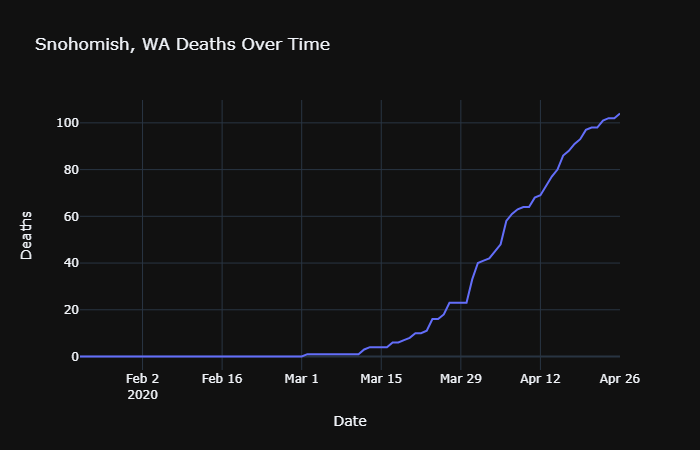 Snohomish, WA Deaths Over Time
Deaths
100
80
60
40
20
0
Feb 2 Feb 16 Mar 1 Mar 15 Mar 29 Apr 12 Apr 26
2020
Date